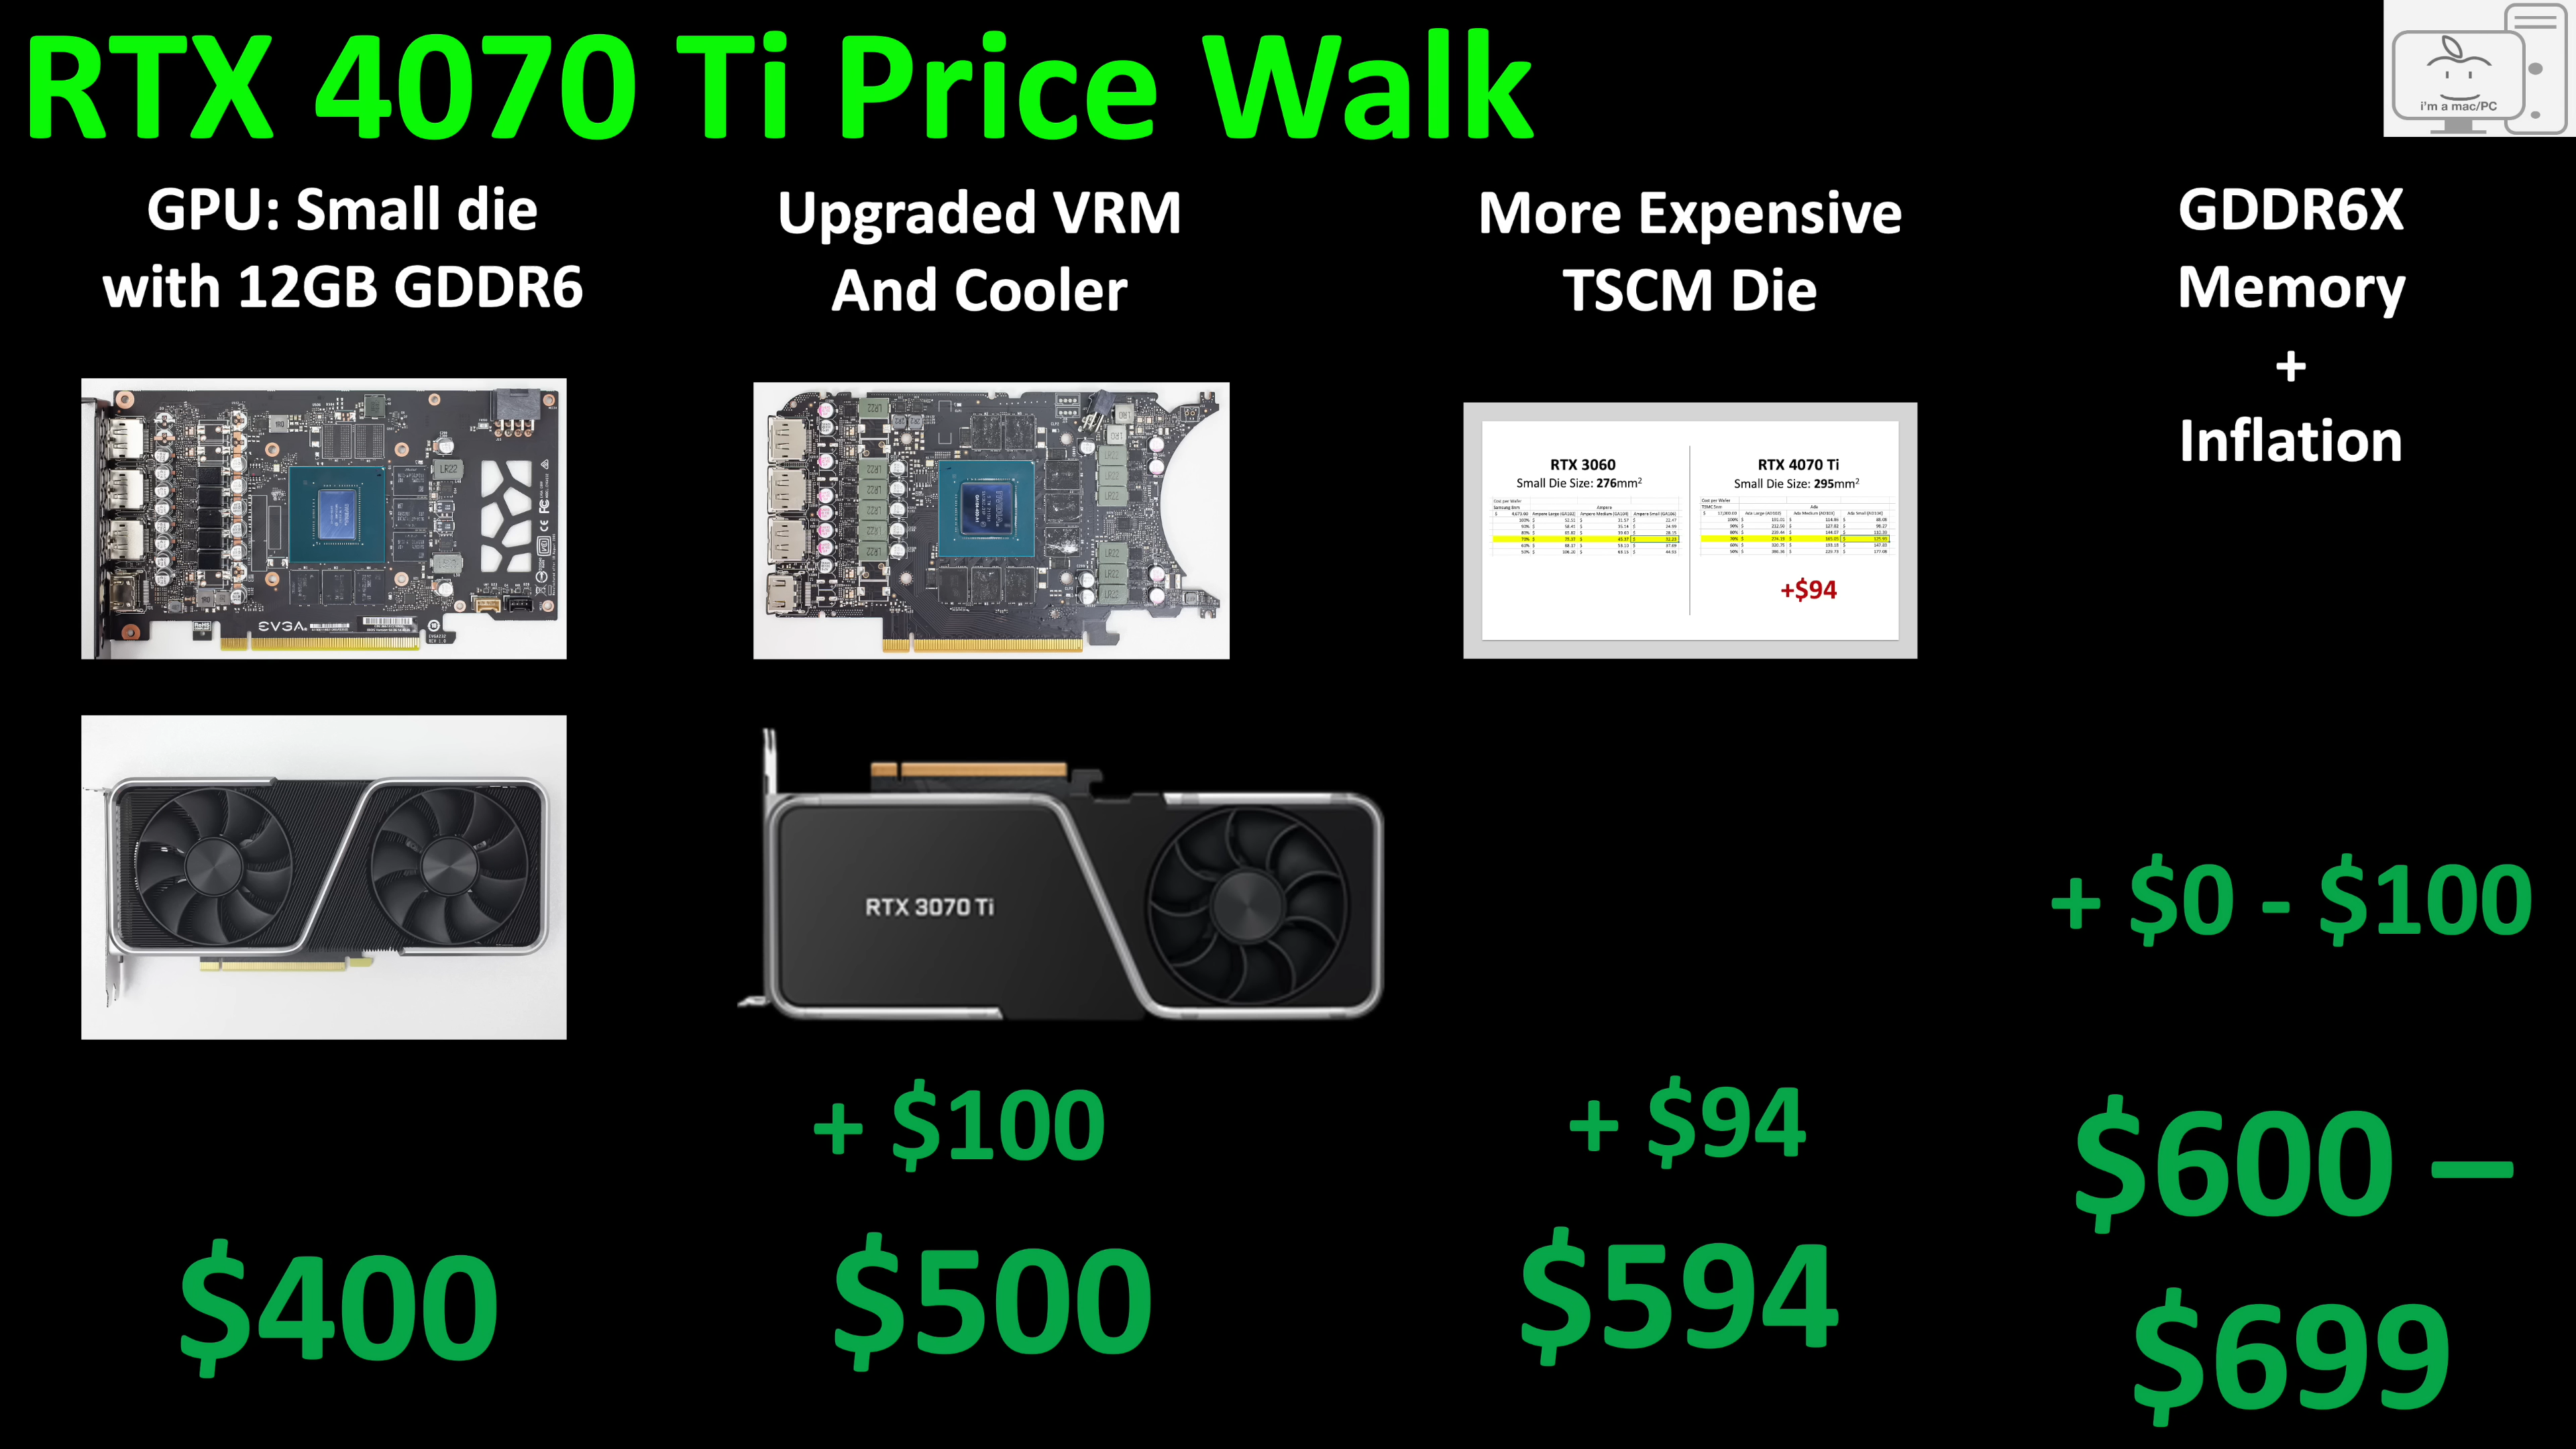 RTX 4070 Ti Price Walk
i'm a mac/PC
GPU: Small die
with 12GB GDDR6
Upgraded VRM
And Cooler
More Expensive
TSCM Die
GDDR6X
Memory
+
Inflation
EVGA
LR22
RTX 3060
Small Die Size: 276mm²
RTX 4070 Ti
Small Die Size: 295mm²
+$94
RTX 3070 Ti
+ $0 - $100
+ $100
+ $94
$400
$500
$594
$600 –
$699